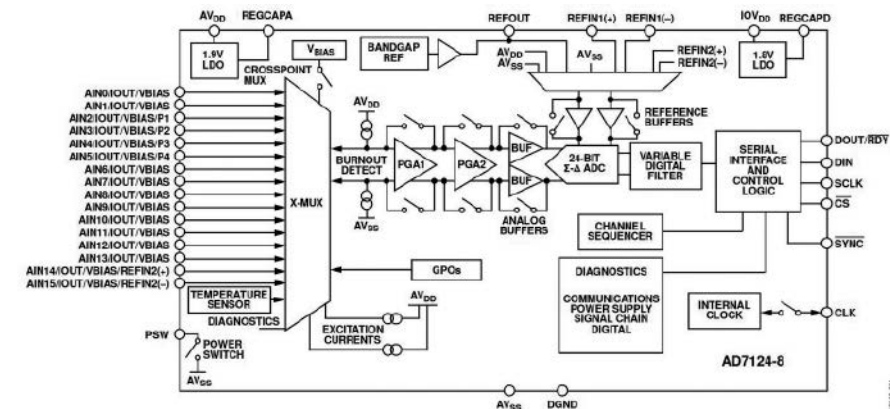 AVDD
REGCAPA
REFOUT
REFIN1(+)
REFIN1(−)
IOVDD
REGCAPD
1.9V
LDO
VBIAS
BANDGAP
REF
AVDD
AVSS
AVSS
REFIN2(+)
REFIN2(−)
1.8V
LDO
CROSSPOINT
MUX
AIN0/IOUT/VBIAS
AIN1/IOUT/VBIAS
AIN2/IOUT/VBIAS/P1
AIN3/IOUT/VBIAS/P2
AIN4/IOUT/VBIAS/P3
AIN5/IOUT/VBIAS/P4
AIN6/IOUT/VBIAS
AIN7/IOUT/VBIAS
AIN8/IOUT/VBIAS
AIN9/IOUT/VBIAS
AIN10/IOUT/VBIAS
AIN11/IOUT/VBIAS
AIN12/IOUT/VBIAS
AIN13/IOUT/VBIAS
AIN14/IOUT/VBIAS/REFIN2(+)
AIN15/IOUT/VBIAS/REFIN2(−)
TEMPERATURE
SENSOR
DIAGNOSTICS
X-MUX
AVDD
BURNOUT
DETECT
AVSS
PGA1
PGA2
BUF
BUF
ANALOG
BUFFERS
REFERENCE
BUFFERS
24-BIT
Σ-Δ ADC
VARIABLE
DIGITAL
FILTER
SERIAL
INTERFACE
AND
CONTROL
LOGIC
DOUT/RDY
DIN
SCLK
CS
SYNC
CHANNEL
SEQUENCER
GPOs
DIAGNOSTICS
COMMUNICATIONS
POWER SUPPLY
SIGNAL CHAIN
DIGITAL
INTERNAL
CLOCK
CLK
AVDD
EXCITATION
CURRENTS
PSW
POWER
SWITCH
AVSS
AD7124-8
AVSS
DGND